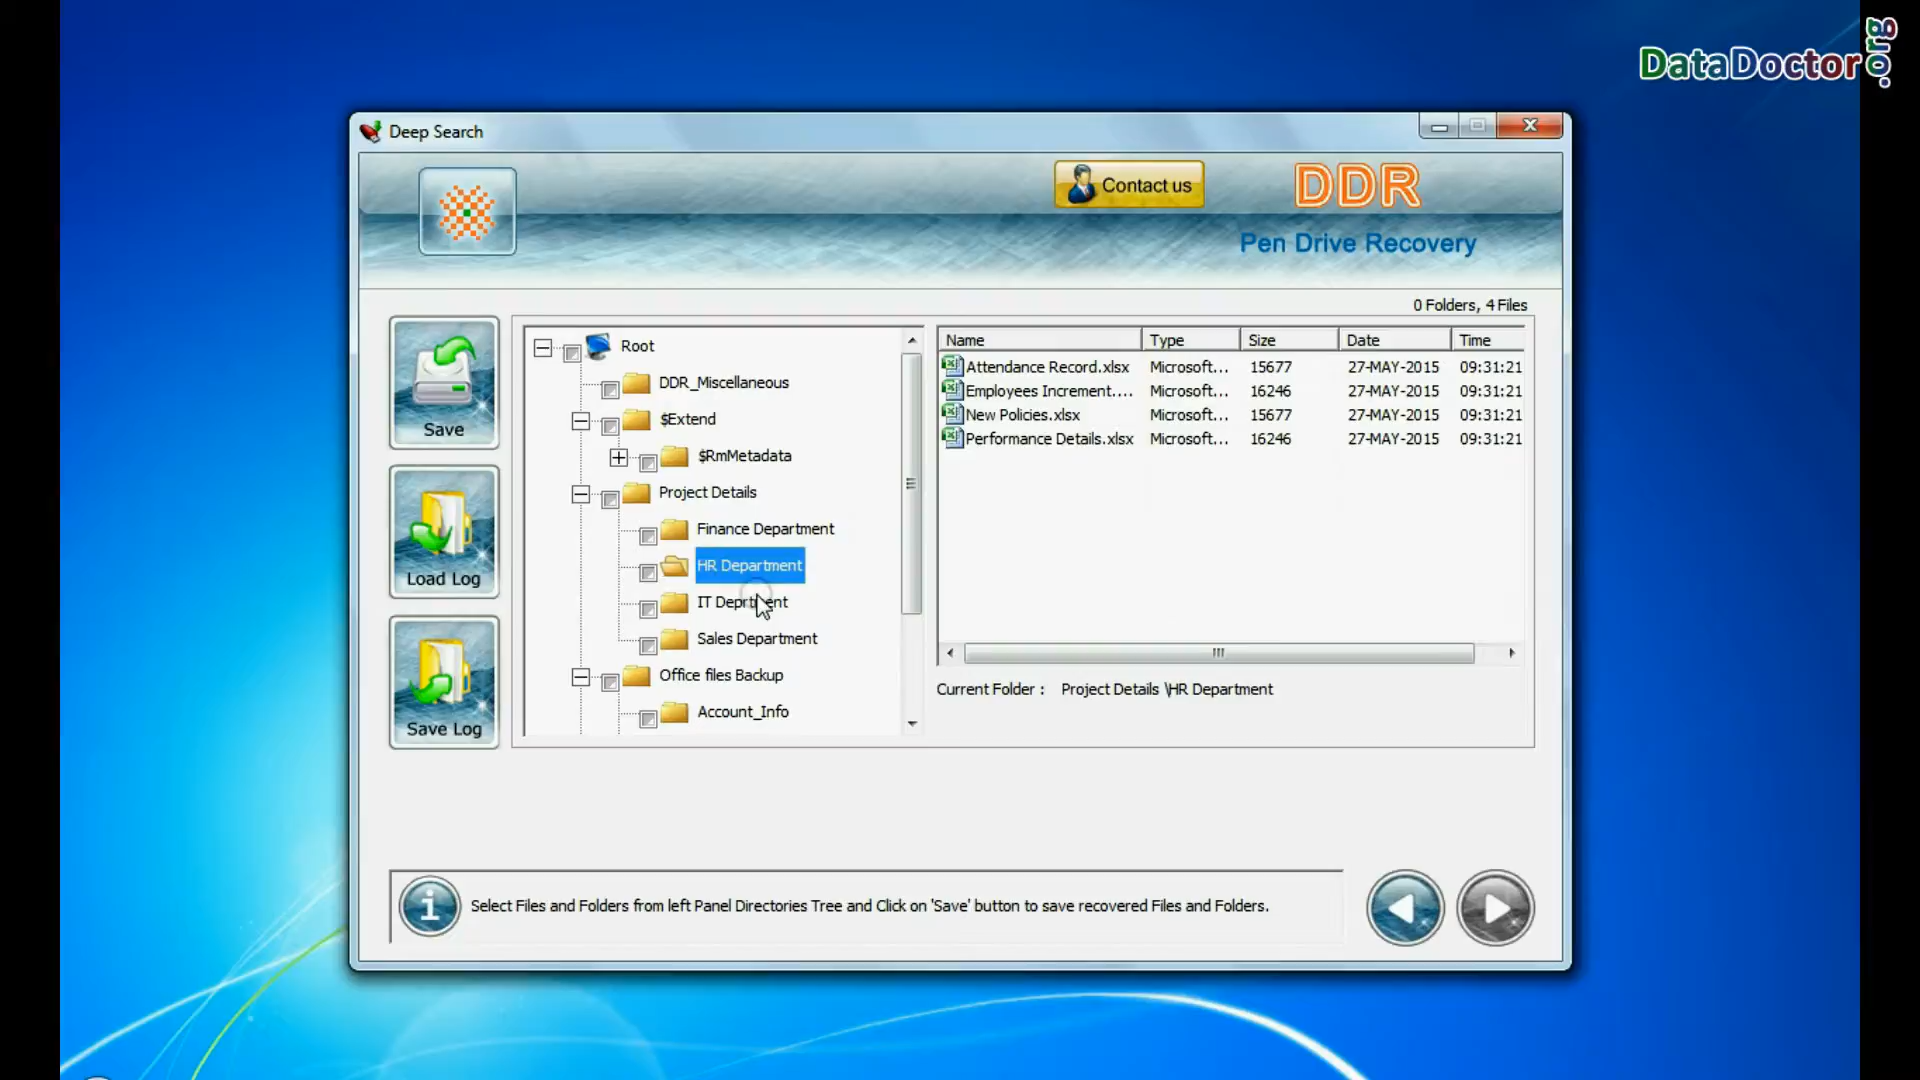 DataDoctor.org
Deep Search
Contact us
DDR
Pen Drive Recovery
0 Folders, 4 Files
Save
Load Log
Save Log
Root
DDR_Miscellaneous
$Extend
$RmMetadata
Project Details
Finance Department
HR Department
IT Deprtment
Sales Department
Office files Backup
Account_Info
Name Type Size Date Time
Attendance Record.xlsx Microsoft... 15677 27-MAY-2015 09:31:21
Employees Increment.... Microsoft... 16246 27-MAY-2015 09:31:21
New Policies.xlsx Microsoft... 15677 27-MAY-2015 09:31:21
Performance Details.xlsx Microsoft... 16246 27-MAY-2015 09:31:21
Current Folder : Project Details \HR Department
Select Files and Folders from left Panel Directories Tree and Click on 'Save' button to save recovered Files and Folders.